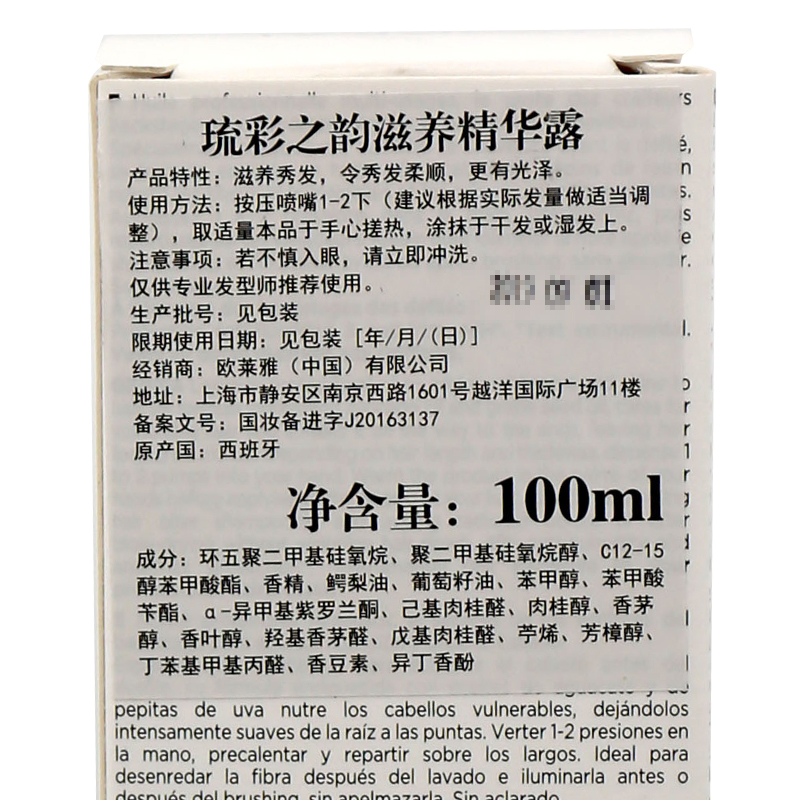 琉彩之韵滋养精华露
产品特性：滋养秀发，令秀发柔顺，更有光泽。
使用方法：按压喷嘴1-2下（建议根据实际发量做适当调
整），取适量本品于手心搓热，涂抹于干发或湿发上。
注意事项：若不慎入眼，请立即冲洗。
仅供专业发型师推荐使用。
生产批号：见包装
限期使用日期：见包装 [年/月/(日)]
经销商：欧莱雅（中国）有限公司
地址：上海市静安区南京西路1601号越洋国际广场11楼
备案文号：国妆备进字J20163137
原产国：西班牙
净含量：100ml
成分：环五聚二甲基硅氧烷、聚二甲基硅氧烷醇、C12-15
醇苯甲酸酯、香精、鳄梨油、葡萄籽油、苯甲醇、苯甲酸
苄酯、α-异甲基紫罗兰酮、己基肉桂醛、肉桂醇、香茅
醇、香叶醇、羟基香茅醛、戊基肉桂醛、苧烯、芳樟醇、
丁苯基甲基丙醛、香豆素、异丁香酚
pepitas de uva nutre los cabellos vulnerables, dejándolos
intensamente suaves de la raíz a las puntas. Verter 1-2 presiones en
la mano, precalentar y repartir sobre los largos. Ideal para
desenredar la fibra después del lavado e iluminarla antes o
después del brushing, sin apelmazarla. Sin aclarado.